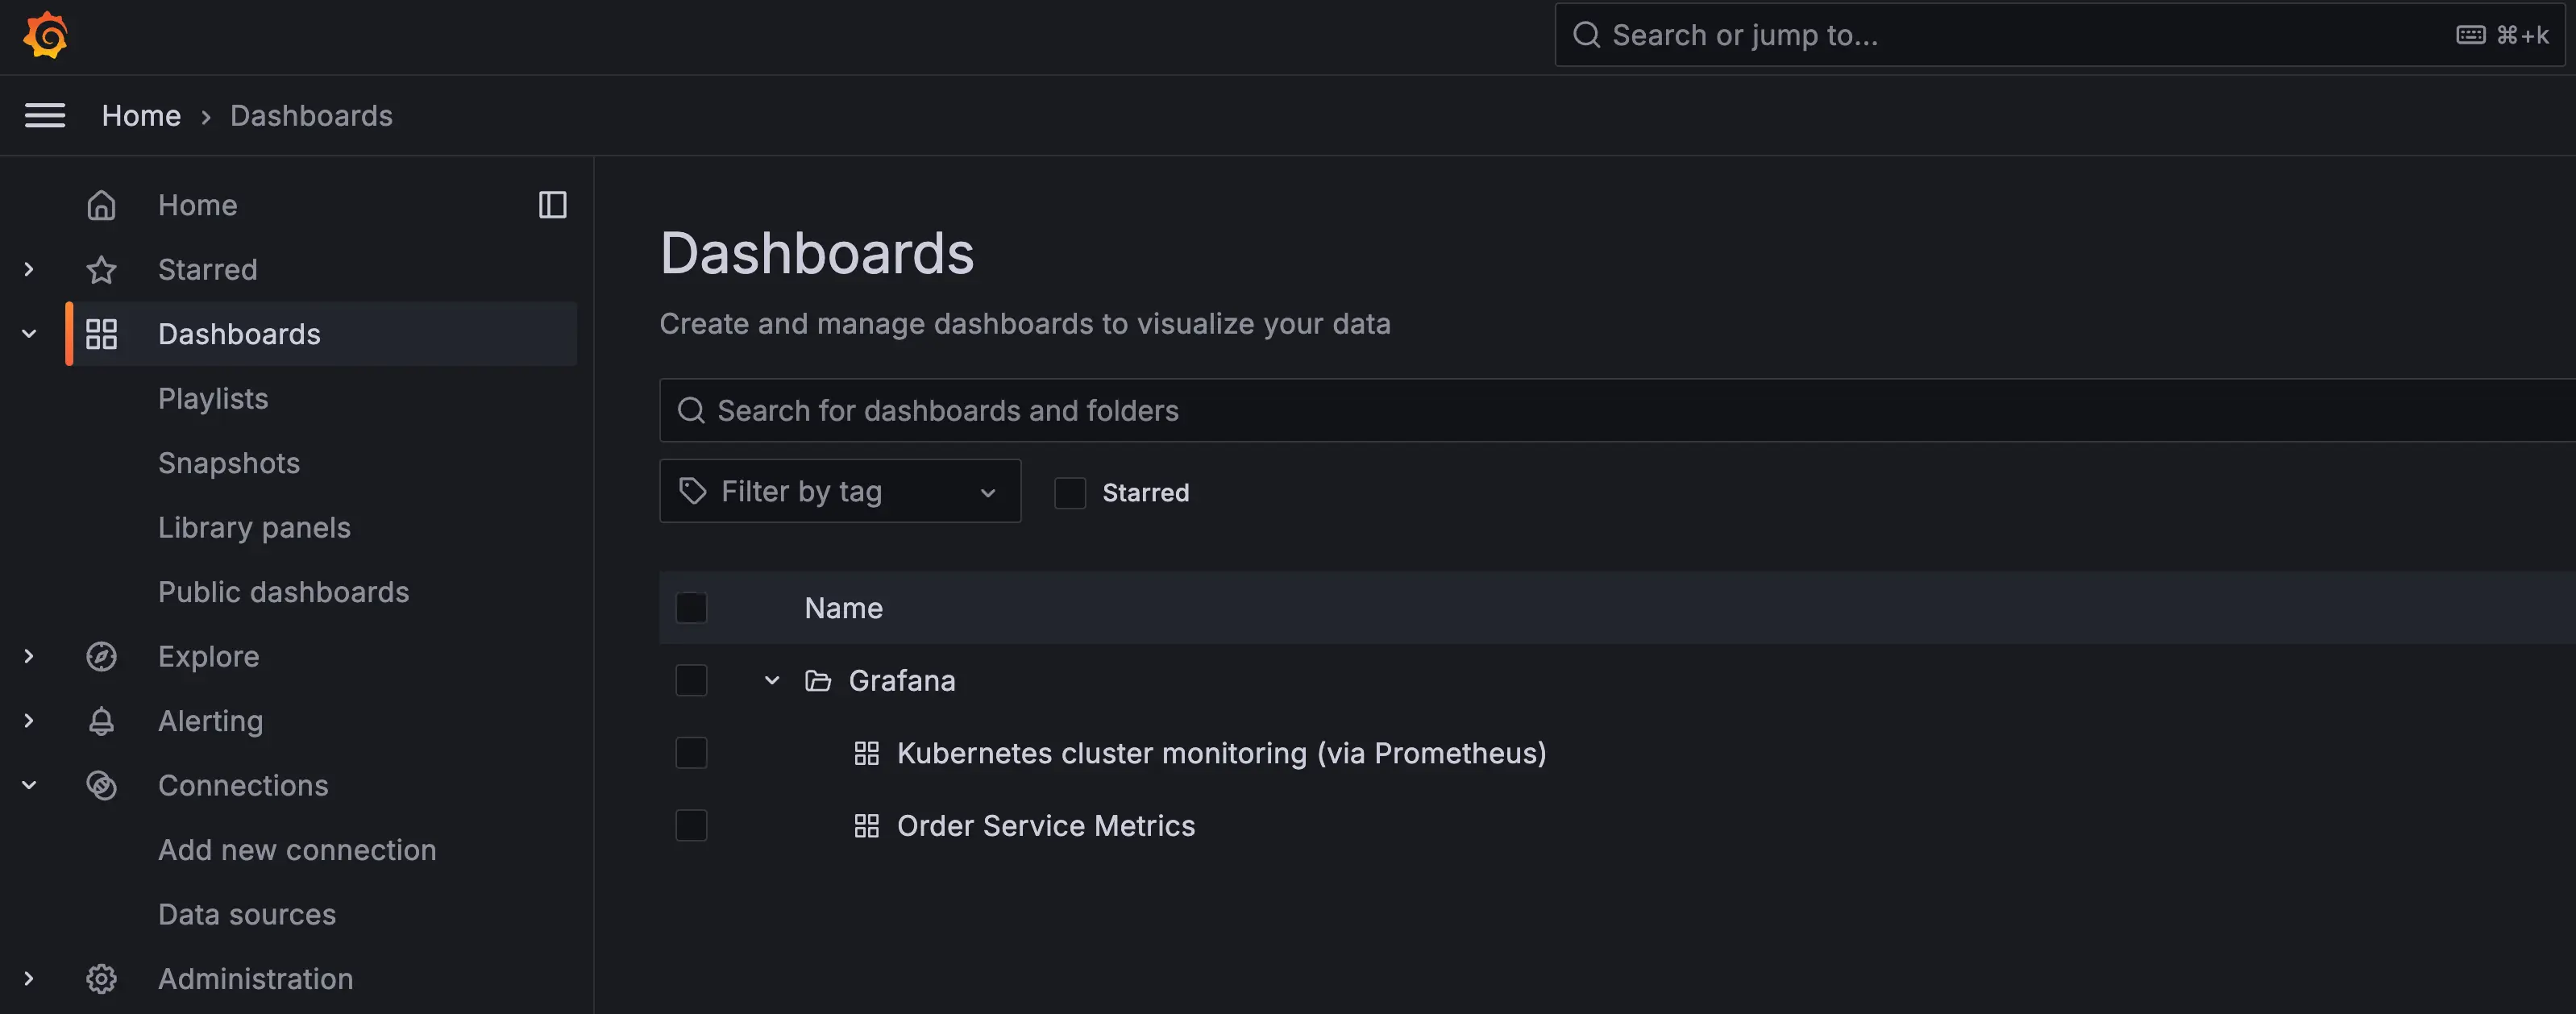 Search or jump to...
⌘+k
Home
Dashboards
Home
Starred
Dashboards
Playlists
Snapshots
Library panels
Public dashboards
Explore
Alerting
Connections
Add new connection
Data sources
Administration
Dashboards
Create and manage dashboards to visualize your data
Search for dashboards and folders
Filter by tag
Starred
Name
Grafana
Kubernetes cluster monitoring (via Prometheus)
Order Service Metrics